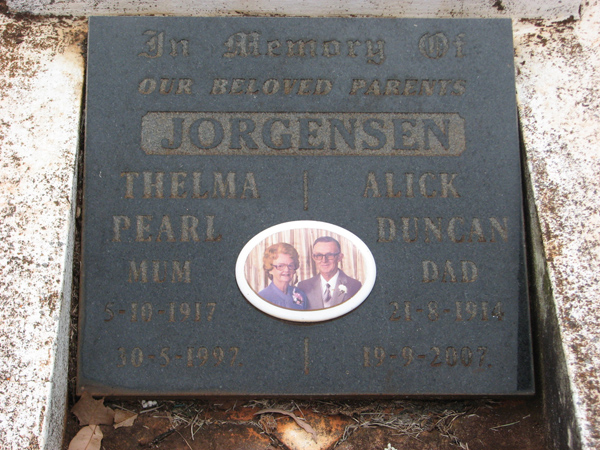 In Memory Of
OUR BELOVED PARENTS
JORGENSEN
THELMA ALICK
PEARL DUNCAN
MUM DAD
5-10-1917 21-8-1914
30-5-1992. 19-9-2007.